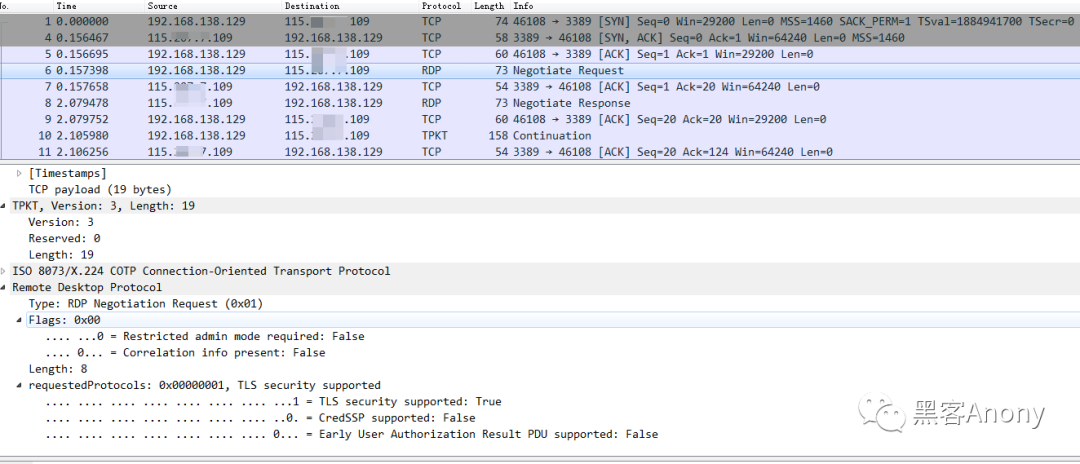 No. Time Source Destination Protocol Length Info
1 0.000000 192.168.138.129 115. 109 TCP 74 46108 → 3389 [SYN] Seq=0 Win=29200 Len=0 MSS=1460 SACK_PERM=1 TSval=1884941700 TSecr=0
4 0.156467 115. 109 192.168.138.129 TCP 58 3389 → 46108 [SYN, ACK] Seq=0 Ack=1 Win=64240 Len=0 MSS=1460
5 0.156695 192.168.138.129 115. 109 TCP 60 46108 → 3389 [ACK] Seq=1 Ack=1 Win=29200 Len=0
6 0.157398 192.168.138.129 115. .109 RDP 73 Negotiate Request
7 0.157658 115. .109 192.168.138.129 TCP 54 3389 → 46108 [ACK] Seq=1 Ack=20 Win=64240 Len=0
8 2.079478 115. .109 192.168.138.129 RDP 73 Negotiate Response
9 2.079752 192.168.138.129 115. .109 TCP 60 46108 → 3389 [ACK] Seq=20 Ack=20 Win=29200 Len=0
10 2.105980 192.168.138.129 115. .109 TPKT 158 Continuation
11 2.106256 115. .109 192.168.138.129 TCP 54 3389 → 46108 [ACK] Seq=20 Ack=124 Win=64240 Len=0
[Timestamps]
TCP payload (19 bytes)
TPKT, Version: 3, Length: 19
Version: 3
Reserved: 0
Length: 19
ISO 8073/X.224 COTP Connection-Oriented Transport Protocol
Remote Desktop Protocol
Type: RDP Negotiation Request (0x01)
Flags: 0x00
.... ...0 = Restricted admin mode required: False
.... 0... = Correlation info present: False
Length: 8
requestedProtocols: 0x00000001, TLS security supported
.... .... .... .... .... .... .... ...1 = TLS security supported: True
.... .... .... .... .... .... .... ..0. = CredSSP supported: False
.... .... .... .... .... .... .... 0... = Early User Authorization Result PDU supported: False
黑客Anony